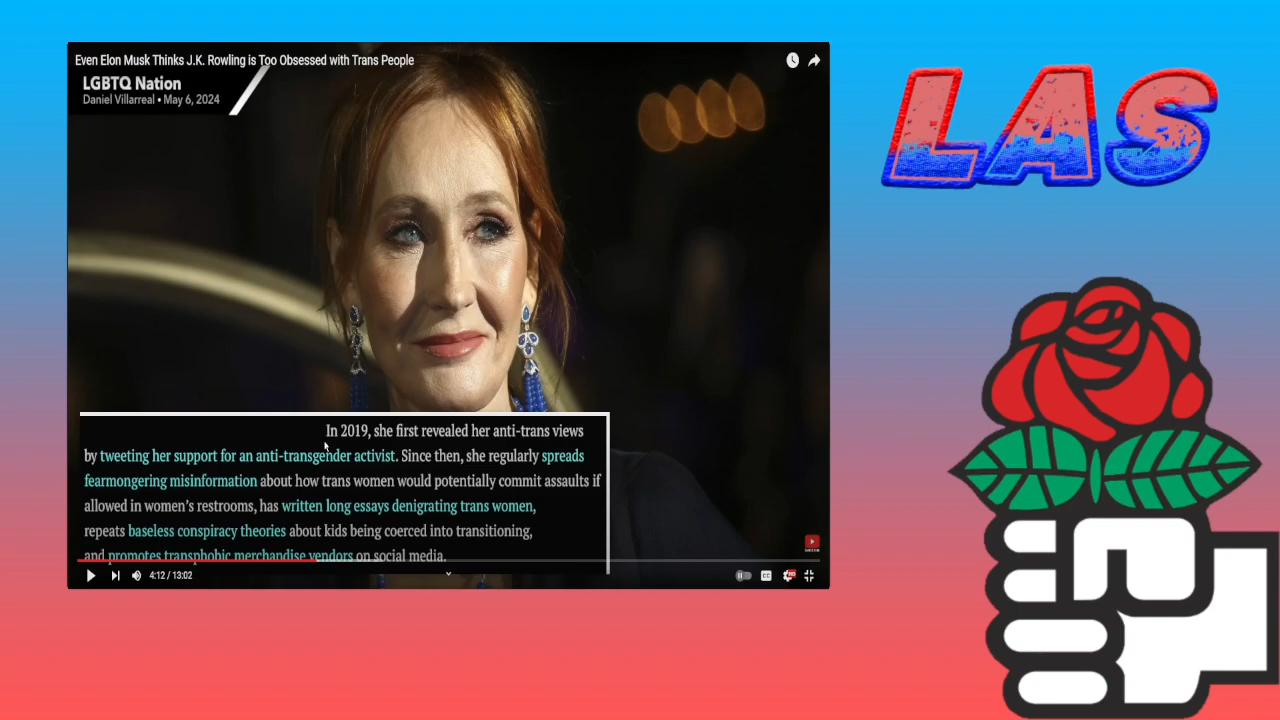 Even Elon Musk Thinks J.K. Rowling is Too Obsessed with Trans People
LGBTQ Nation
Daniel Villarreal • May 6, 2024
LAS
In 2019, she first revealed her anti-trans views
by tweeting her support for an anti-transgender activist. Since then, she regularly spreads
fearmongering misinformation about how trans women would potentially commit assaults if
allowed in women's restrooms, has written long essays denigrating trans women,
repeats baseless conspiracy theories about kids being coerced into transitioning,
and promotes transphobic merchandise vendors on social media.
4:12 / 13:02
CC
HD